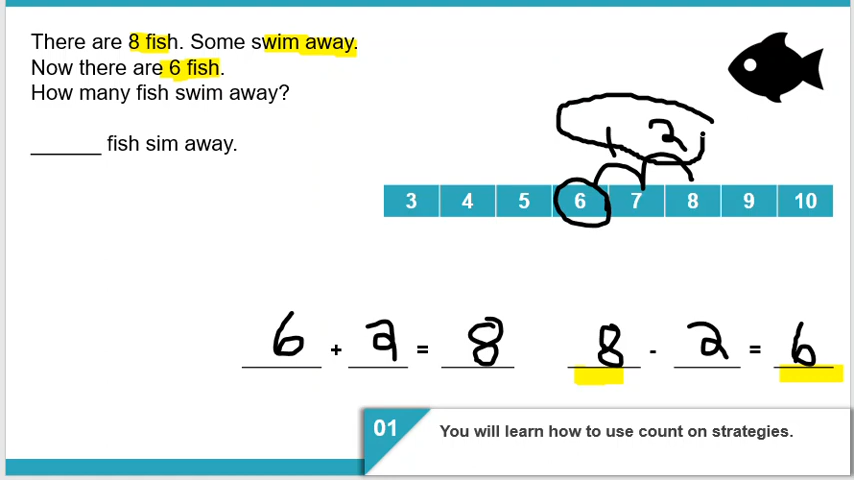 There are 8 fish. Some swim away.
Now there are 6 fish.
How many fish swim away?
______ fish sim away.
1 2
3 4 5 6 7 8 9 10
6 + 2 = 8 8 - 2 = 6
01 You will learn how to use count on strategies.